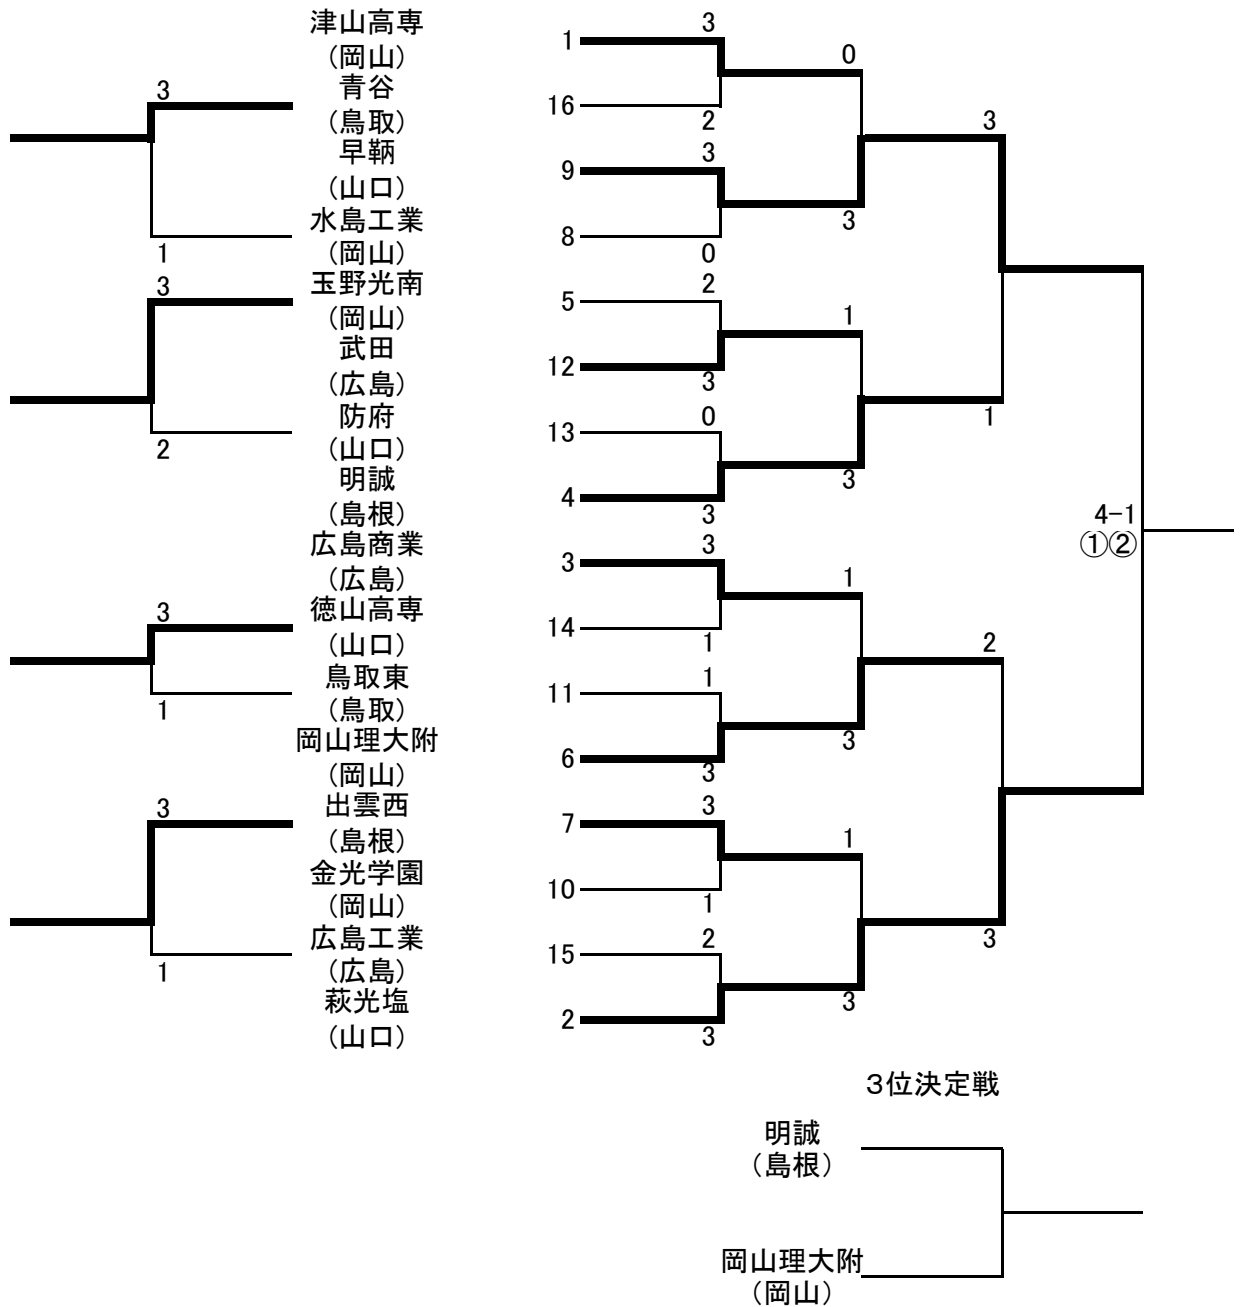 津山高専
(岡山)
青谷
(鳥取)
早鞆
(山口)
水島工業
(岡山)
玉野光南
(岡山)
武田
(広島)
防府
(山口)
明誠
(島根)
広島商業
(広島)
徳山高専
(山口)
鳥取東
(鳥取)
岡山理大附
(岡山)
出雲西
(島根)
金光学園
(岡山)
広島工業
(広島)
萩光塩
(山口)
3
1
3
2
3
1
3
1
1
16
9
8
5
12
13
4
3
14
11
6
7
10
15
2
3
2
3
0
2
3
0
3
3
1
1
3
3
1
2
3
0
3
1
3
1
3
1
3
3
1
2
3
4-1
①②
3位決定戦
明誠
(島根)
岡山理大附
(岡山)